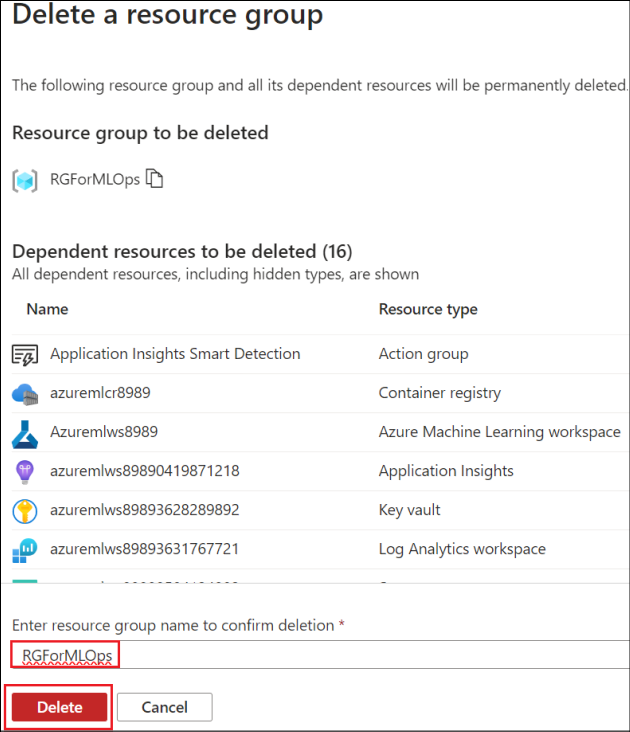 Delete a resource group
The following resource group and all its dependent resources will be permanently deleted.
Resource group to be deleted
RGForMLOps
Dependent resources to be deleted (16)
All dependent resources, including hidden types, are shown
Name Resource type
Application Insights Smart Detection Action group
azuremlcr8989 Container registry
Azuremlws8989 Azure Machine Learning workspace
azuremlws89890419871218 Application Insights
azuremlws89893628289892 Key vault
azuremlws89893631767721 Log Analytics workspace
Enter resource group name to confirm deletion *
RGForMLOps
Delete Cancel